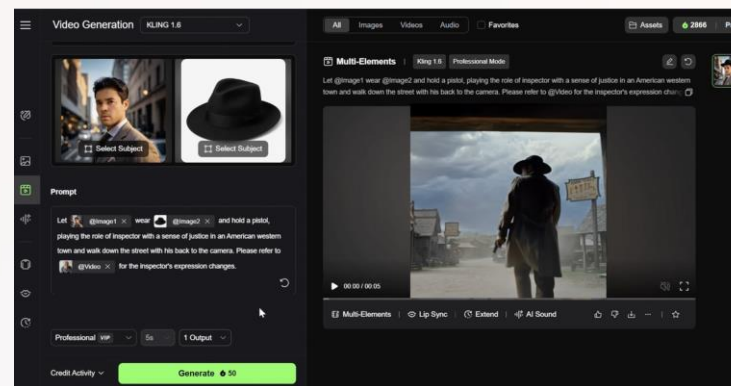 Video Generation
KLING 1.6
Select Subject
Select Subject
Prompt
Let @Image1 × wear @Image2 × and hold a pistol,
playing the role of inspector with a sense of justice in an American western
town and walk down the street with his back to the camera. Please refer to
@Video × for the inspector's expression changes.
Professional VIP
5s
1 Output
Credit Activity
Generate 50
All
Images
Videos
Audio
Favorites
Assets
2866
Multi-Elements
Kling 1.6
Professional Mode
Let @Image1 wear @Image2 and hold a pistol, playing the role of inspector with a sense of justice in an American western
town and walk down the street with his back to the camera. Please refer to @Video for the inspector's expression
00:00 / 00:05
Multi-Elements
Lip Sync
Extend
AI Sound